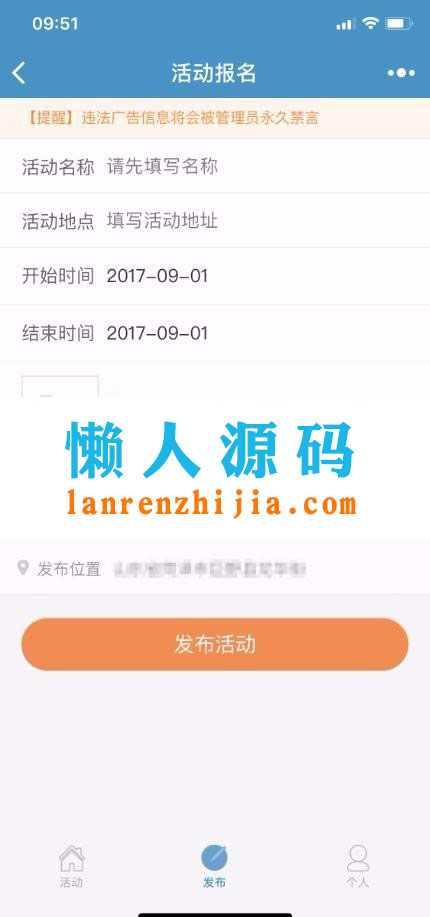 09:51
活动报名
【提醒】违法广告信息将会被管理员永久禁言
活动名称 请先填写名称
活动地点 填写活动地址
开始时间 2017-09-01
结束时间 2017-09-01
懒人源码
lanrenzhijia.com
发布位置
发布活动
活动 发布 个人